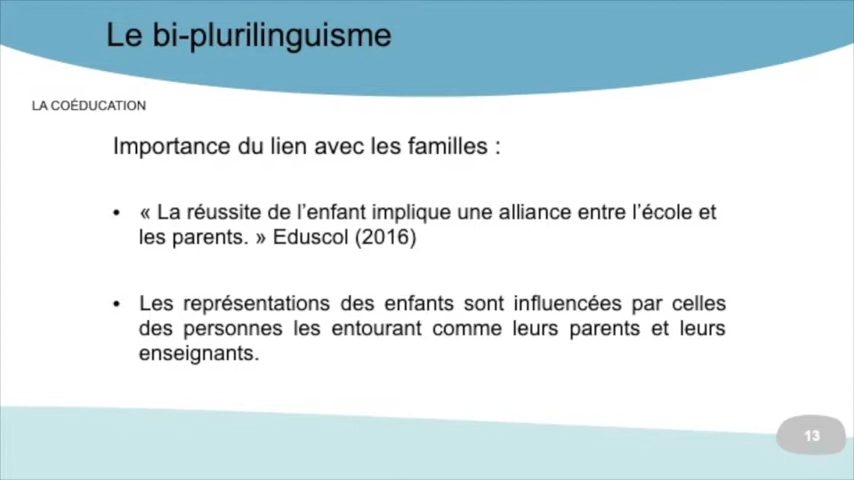 Le bi-plurilinguisme
LA COÉDUCATION
Importance du lien avec les familles :
• « La réussite de l’enfant implique une alliance entre l’école et
les parents. » Eduscol (2016)
• Les représentations des enfants sont influencées par celles
des personnes les entourant comme leurs parents et leurs
enseignants.
13